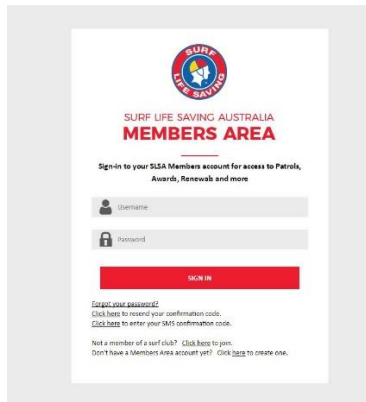 SURF
LIFE SAVING
SURF LIFE SAVING AUSTRALIA
MEMBERS AREA
Sign-in to your SLSA Members account for access to Patrols,
Awards, Renewals and more
Username
Password
SIGN IN
Forgot your password?
Click here to resend your confirmation code.
Click here to enter your SMS confirmation code.
Not a member of a surf club? Click here to join.
Don't have a Members Area account yet? Click here to create one.